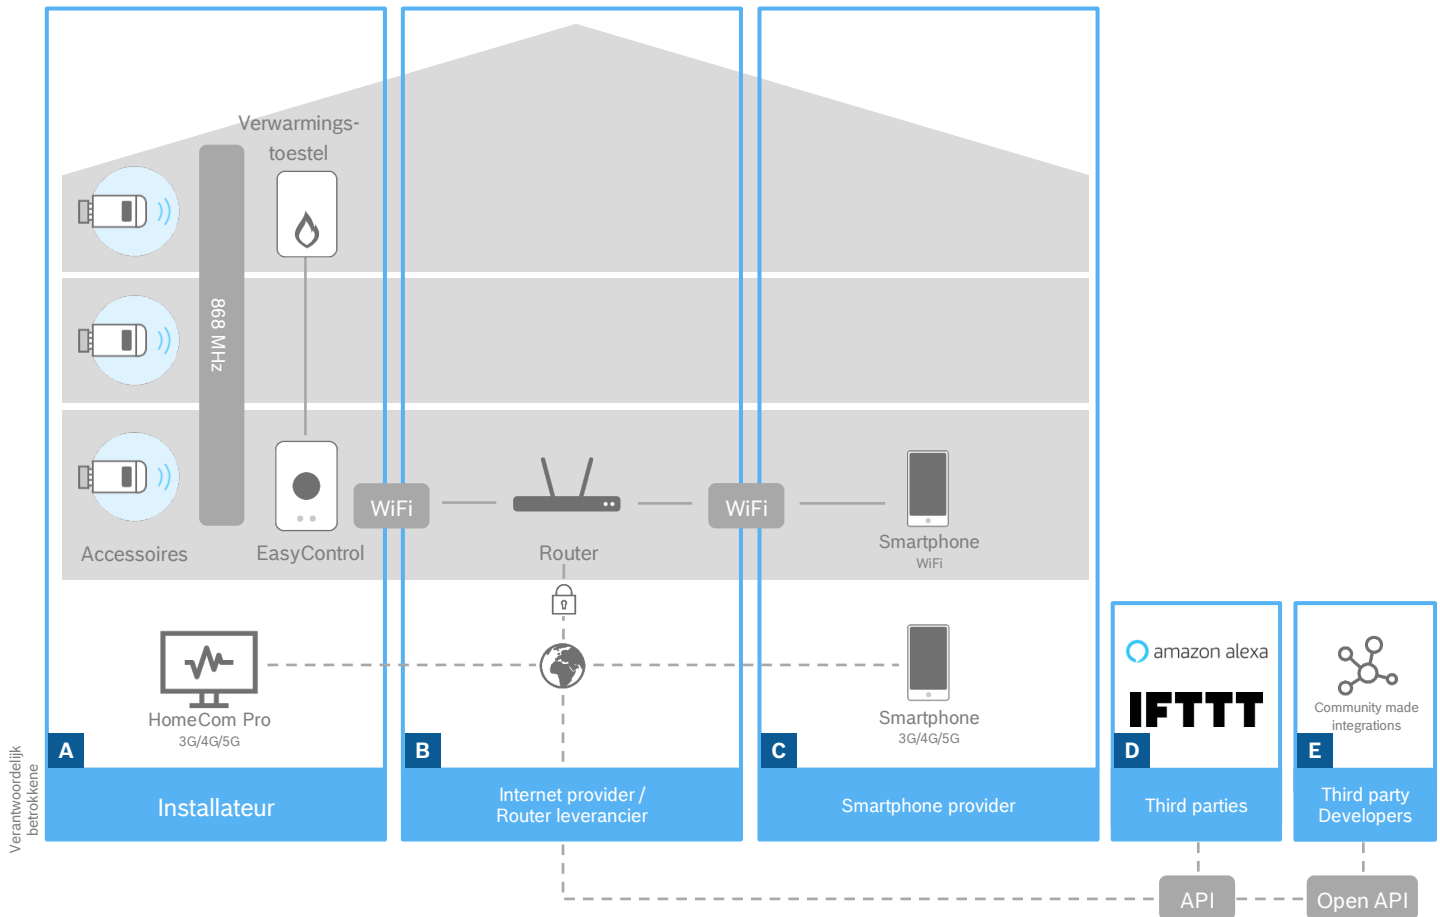 Verwarmings-
toestel
868 MHz
WiFi
WiFi
Accessoires
EasyControl
Router
Smartphone
WiFi
HomeCom Pro
3G/4G/5G
Smartphone
3G/4G/5G
amazon alexa
IFTTT
Community made
integrations
Verantwoordelijk
betrokkene
A
Installateur
B
Internet provider /
Router leverancier
C
Smartphone provider
D
Third parties
E
Third party
Developers
API
Open API